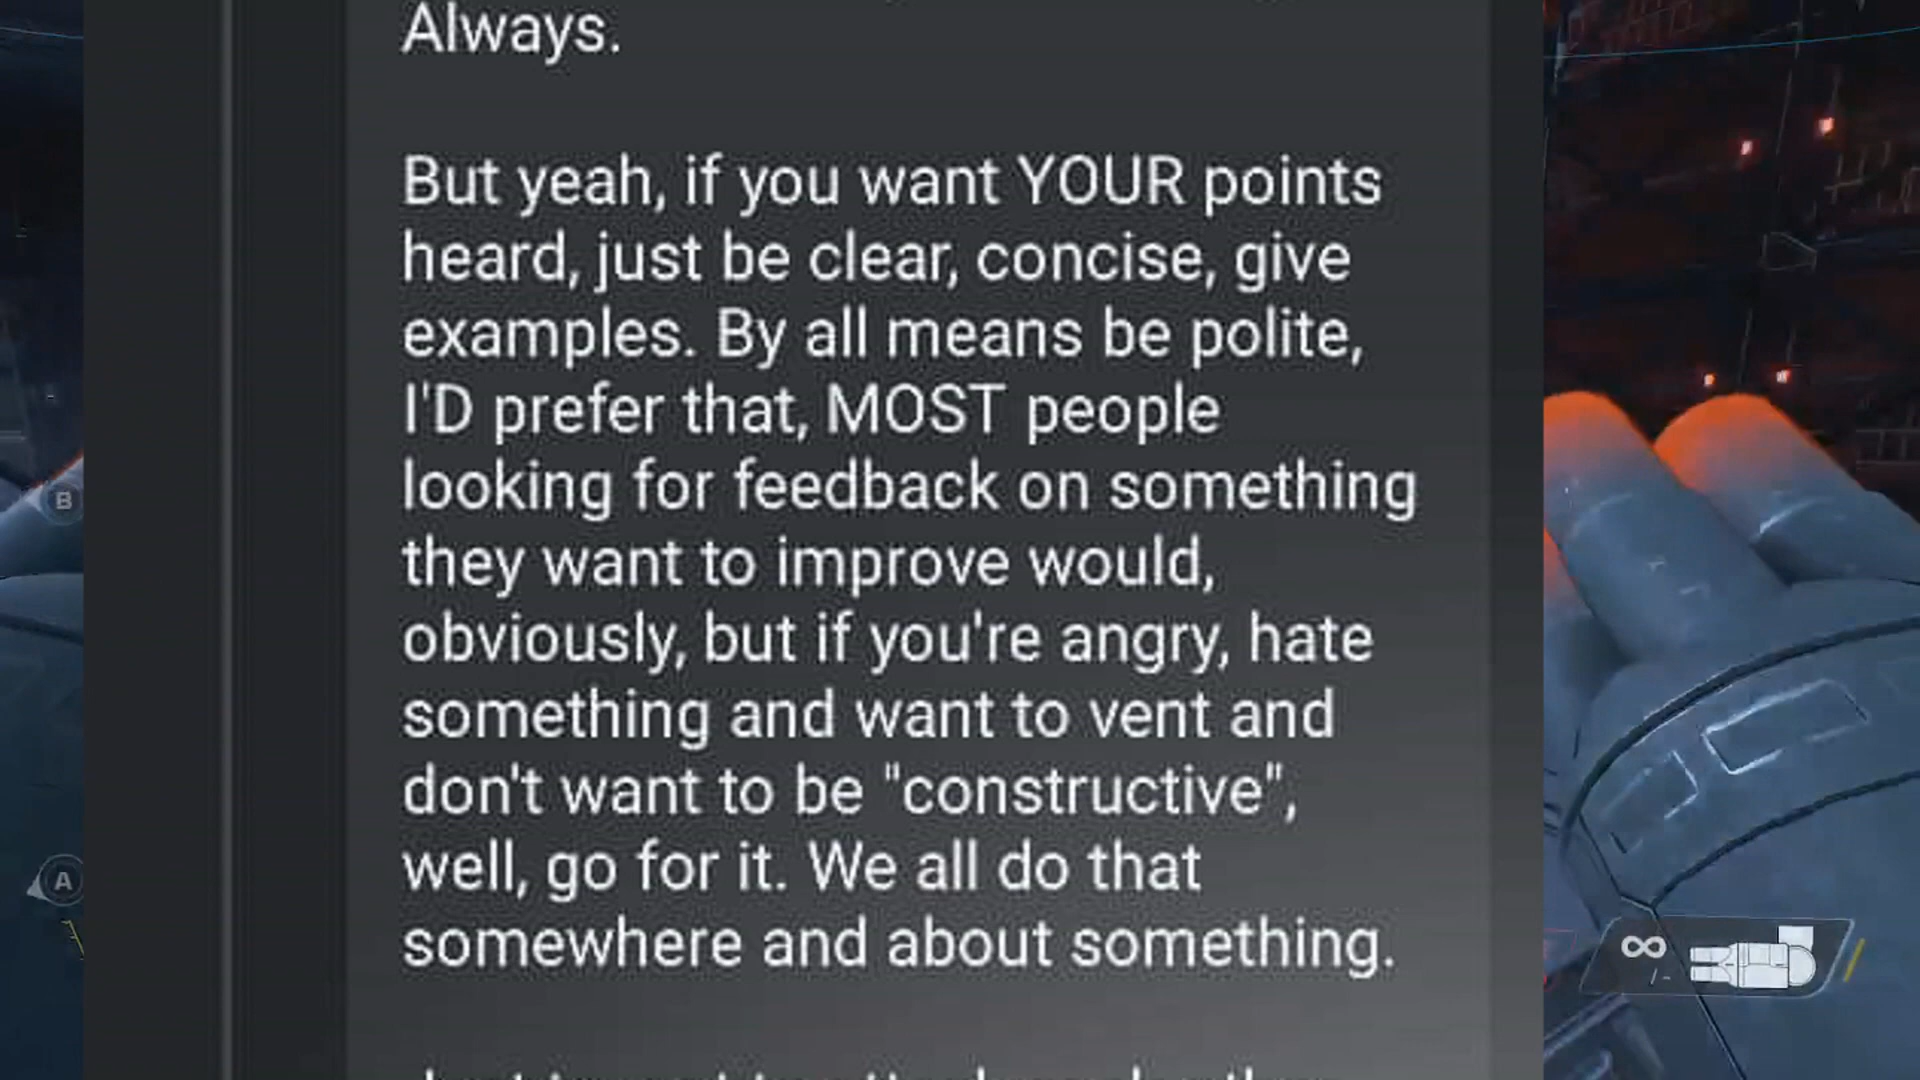 Always.
But yeah, if you want YOUR points
heard, just be clear, concise, give
examples. By all means be polite,
I'D prefer that, MOST people
looking for feedback on something
they want to improve would,
obviously, but if you're angry, hate
something and want to vent and
don't want to be "constructive",
well, go for it. We all do that
somewhere and about something.
B
A
∞